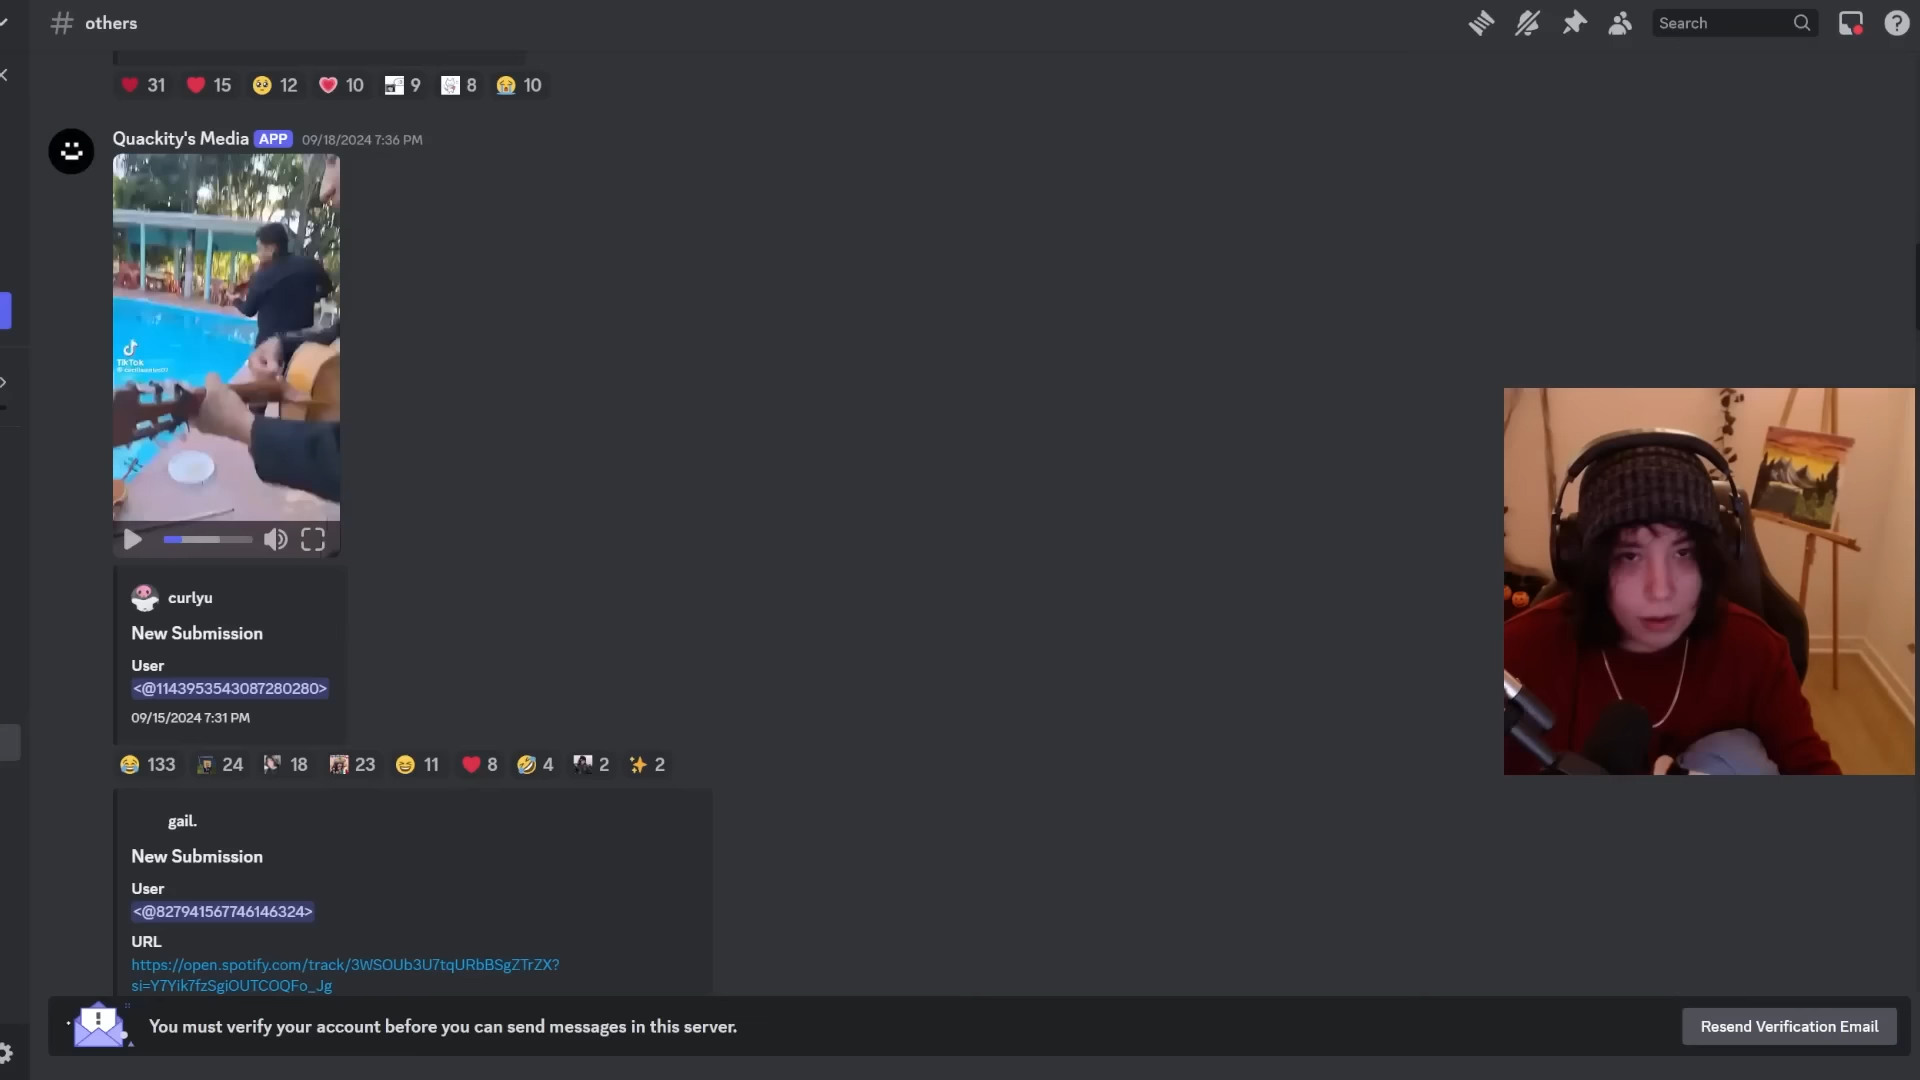 others
Search
31 15 12 10 9 8 10
Quackity's Media APP 09/18/2024 7:36 PM
TikTok
curlyu
New Submission
User
<@1143953543087280280>
09/15/2024 7:31 PM
133 24 18 23 11 8 4 2 2
gail.
New Submission
User
<@827941567746146324>
URL
https://open.spotify.com/track/3WSOUb3U7tqURbBSgZTrZX?
si=Y7Yik7fzSgiOUTCOQFo_Jg
You must verify your account before you can send messages in this server.
Resend Verification Email